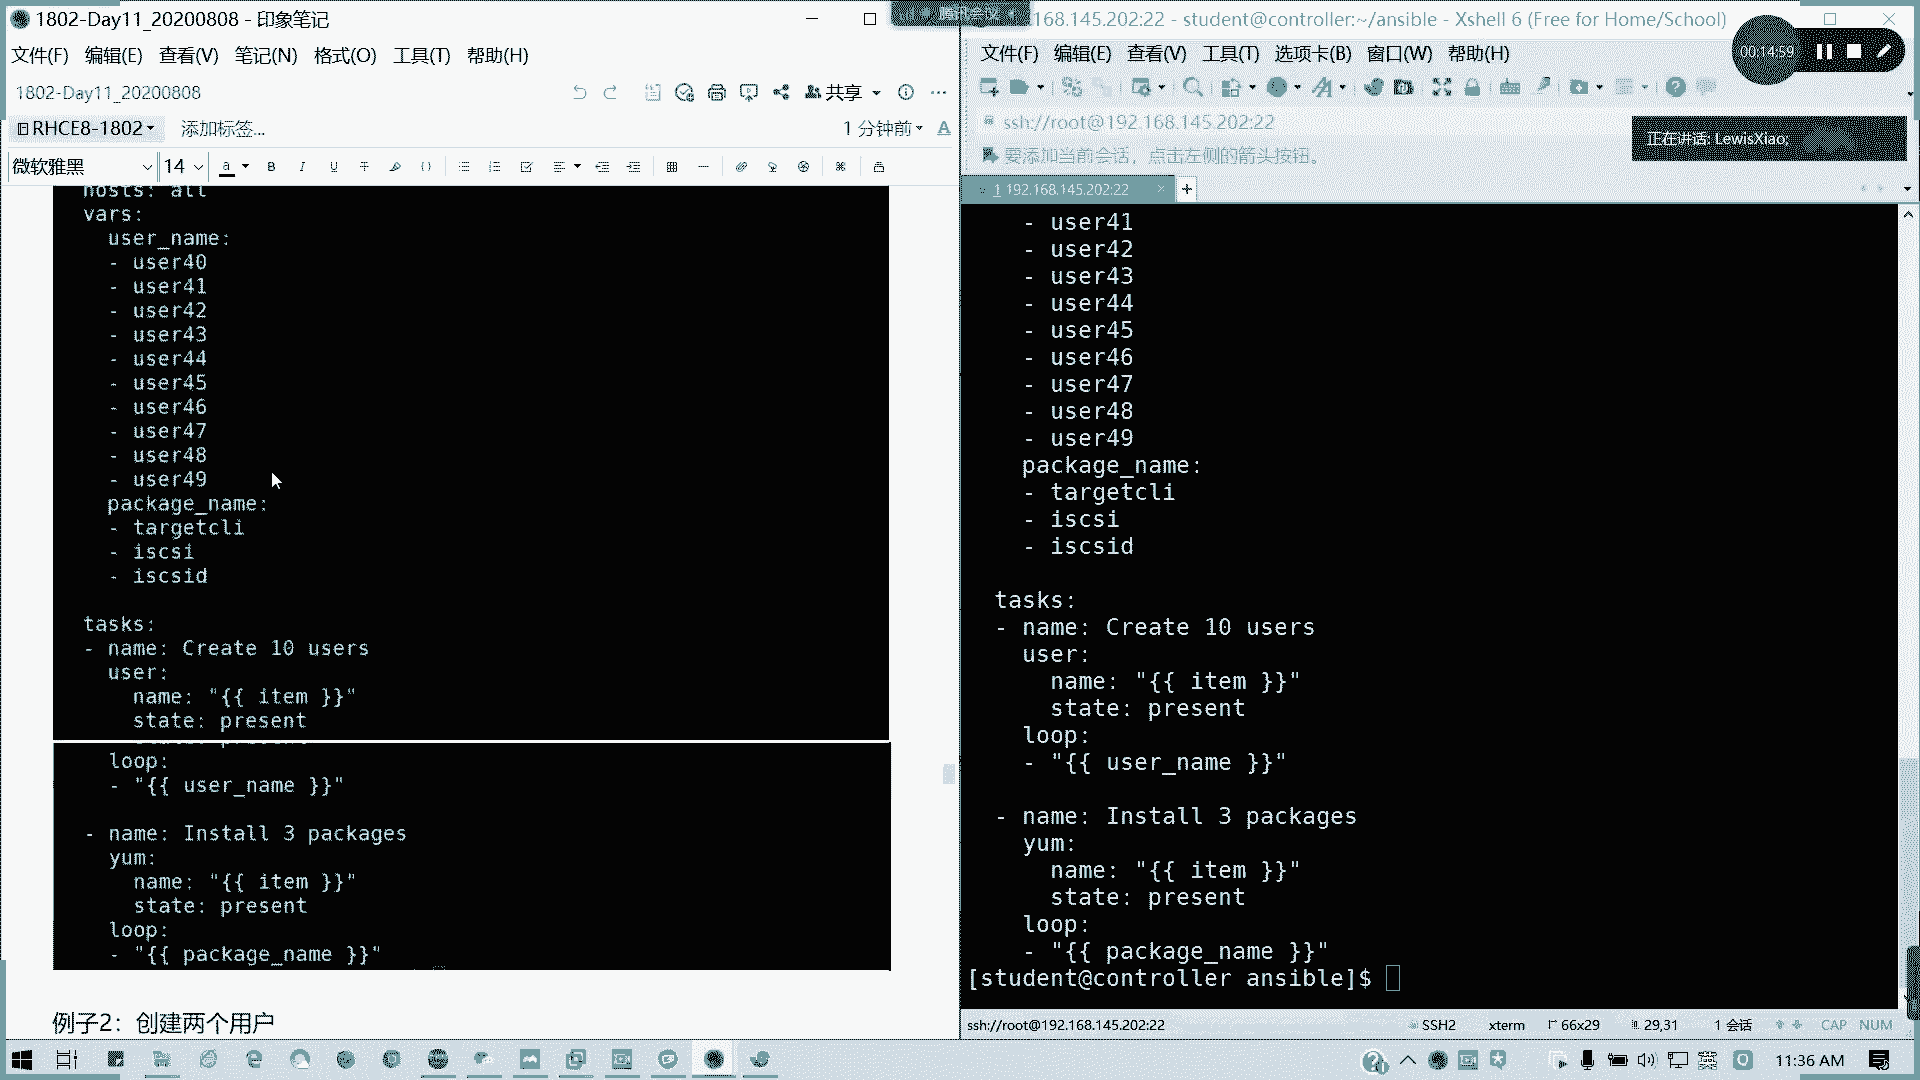 1802-Day11_20200808 - 印象笔记
文件(F) 编辑(E) 查看(V) 笔记(N) 格式(O) 工具(T) 帮助(H)
1802-Day11_20200808
共享
RHCE8-1802
添加标签...
1 分钟前
微软雅黑
14
hosts: all
vars:
user_name:
- user40
- user41
- user42
- user43
- user44
- user45
- user46
- user47
- user48
- user49
package_name:
- targetcli
- iscsi
- iscsid
tasks:
- name: Create 10 users
user:
name: "{{ item }}"
state: present
loop:
- "{{ user_name }}"
- name: Install 3 packages
yum:
name: "{{ item }}"
state: present
loop:
- "{{ package_name }}"
例子2：创建两个用户
腾讯会议
168.145.202:22 - student@controller:~/ansible - Xshell 6 (Free for Home/School)
文件(F) 编辑(E) 查看(V) 工具(T) 选项卡(B) 窗口(W) 帮助(H)
00:14:59
ssh://root@192.168.145.202:22
正在讲话: LewisXiao;
要添加当前会话，点击左侧的箭头按钮。
1 192.168.145.202:22
- user41
- user42
- user43
- user44
- user45
- user46
- user47
- user48
- user49
package_name:
- targetcli
- iscsi
- iscsid
tasks:
- name: Create 10 users
user:
name: "{{ item }}"
state: present
loop:
- "{{ user_name }}"
- name: Install 3 packages
yum:
name: "{{ item }}"
state: present
loop:
- "{{ package_name }}"
[student@controller ansible]$
ssh://root@192.168.145.202:22
SSH2
xterm
66x29
29,31
1 会话
CAP NUM
英
11:36 AM